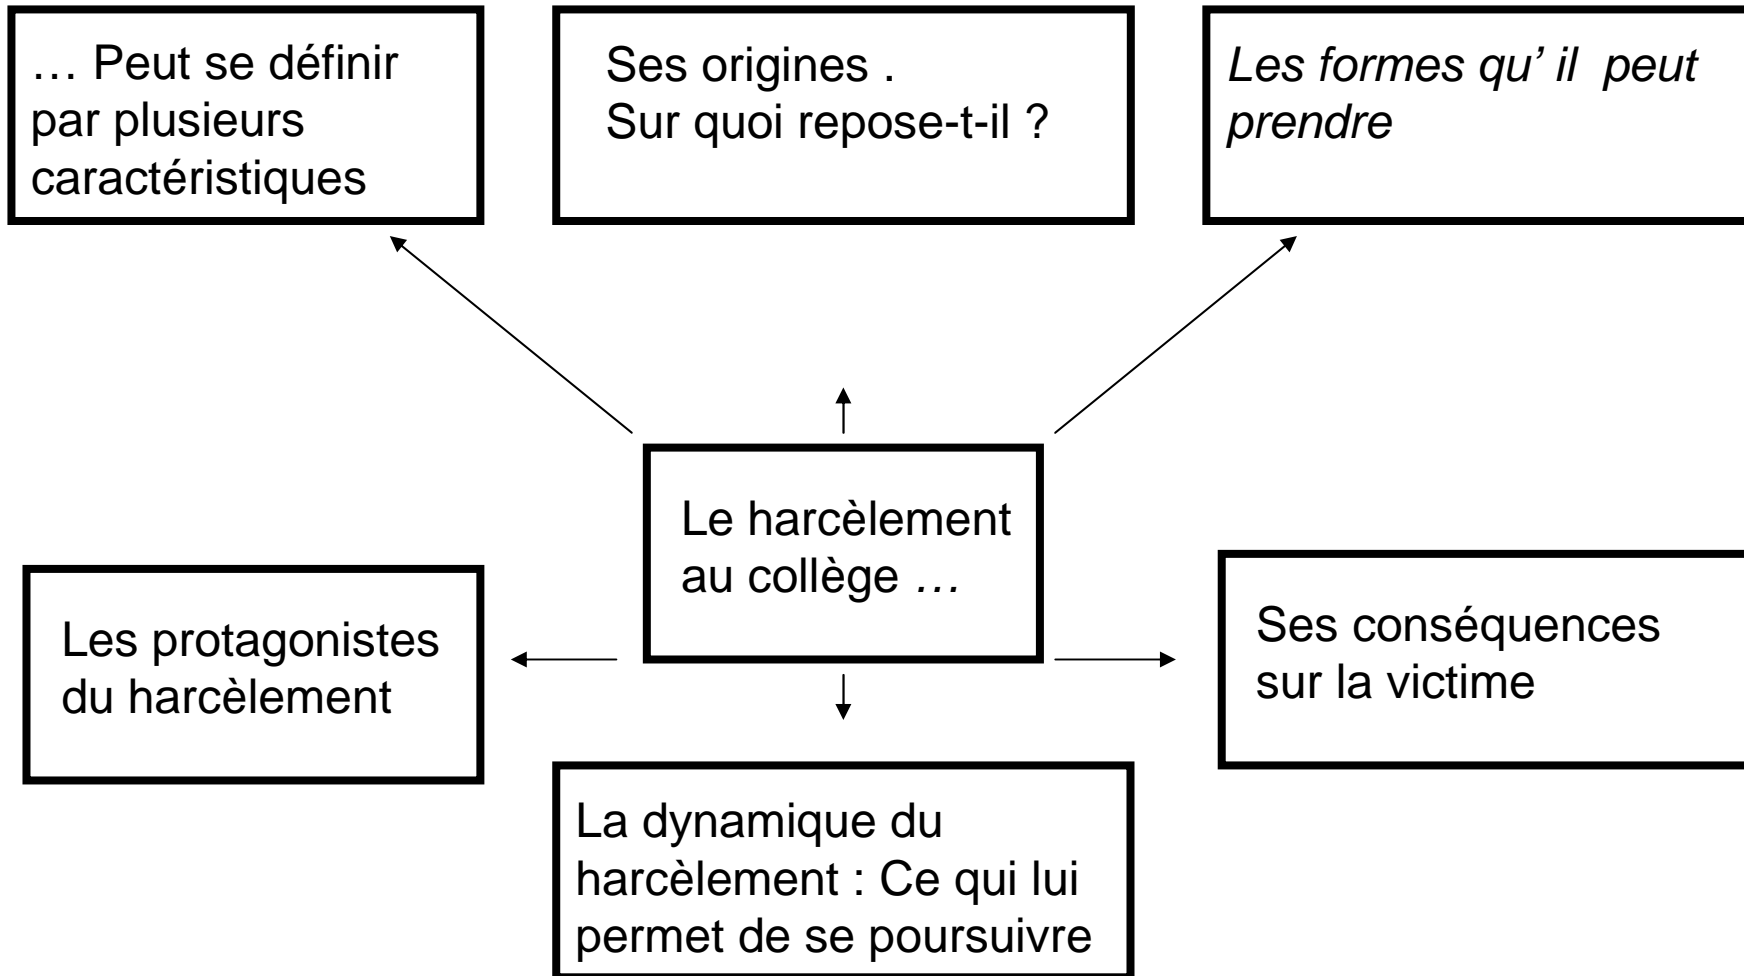 … Peut se définir
par plusieurs
caractéristiques
Ses origines .
Sur quoi repose-t-il ?
Les formes qu’ il  peut
prendre
Le harcèlement
au collège …
Les protagonistes
du harcèlement
Ses conséquences
sur la victime
La dynamique du
harcèlement : Ce qui lui
permet de se poursuivre